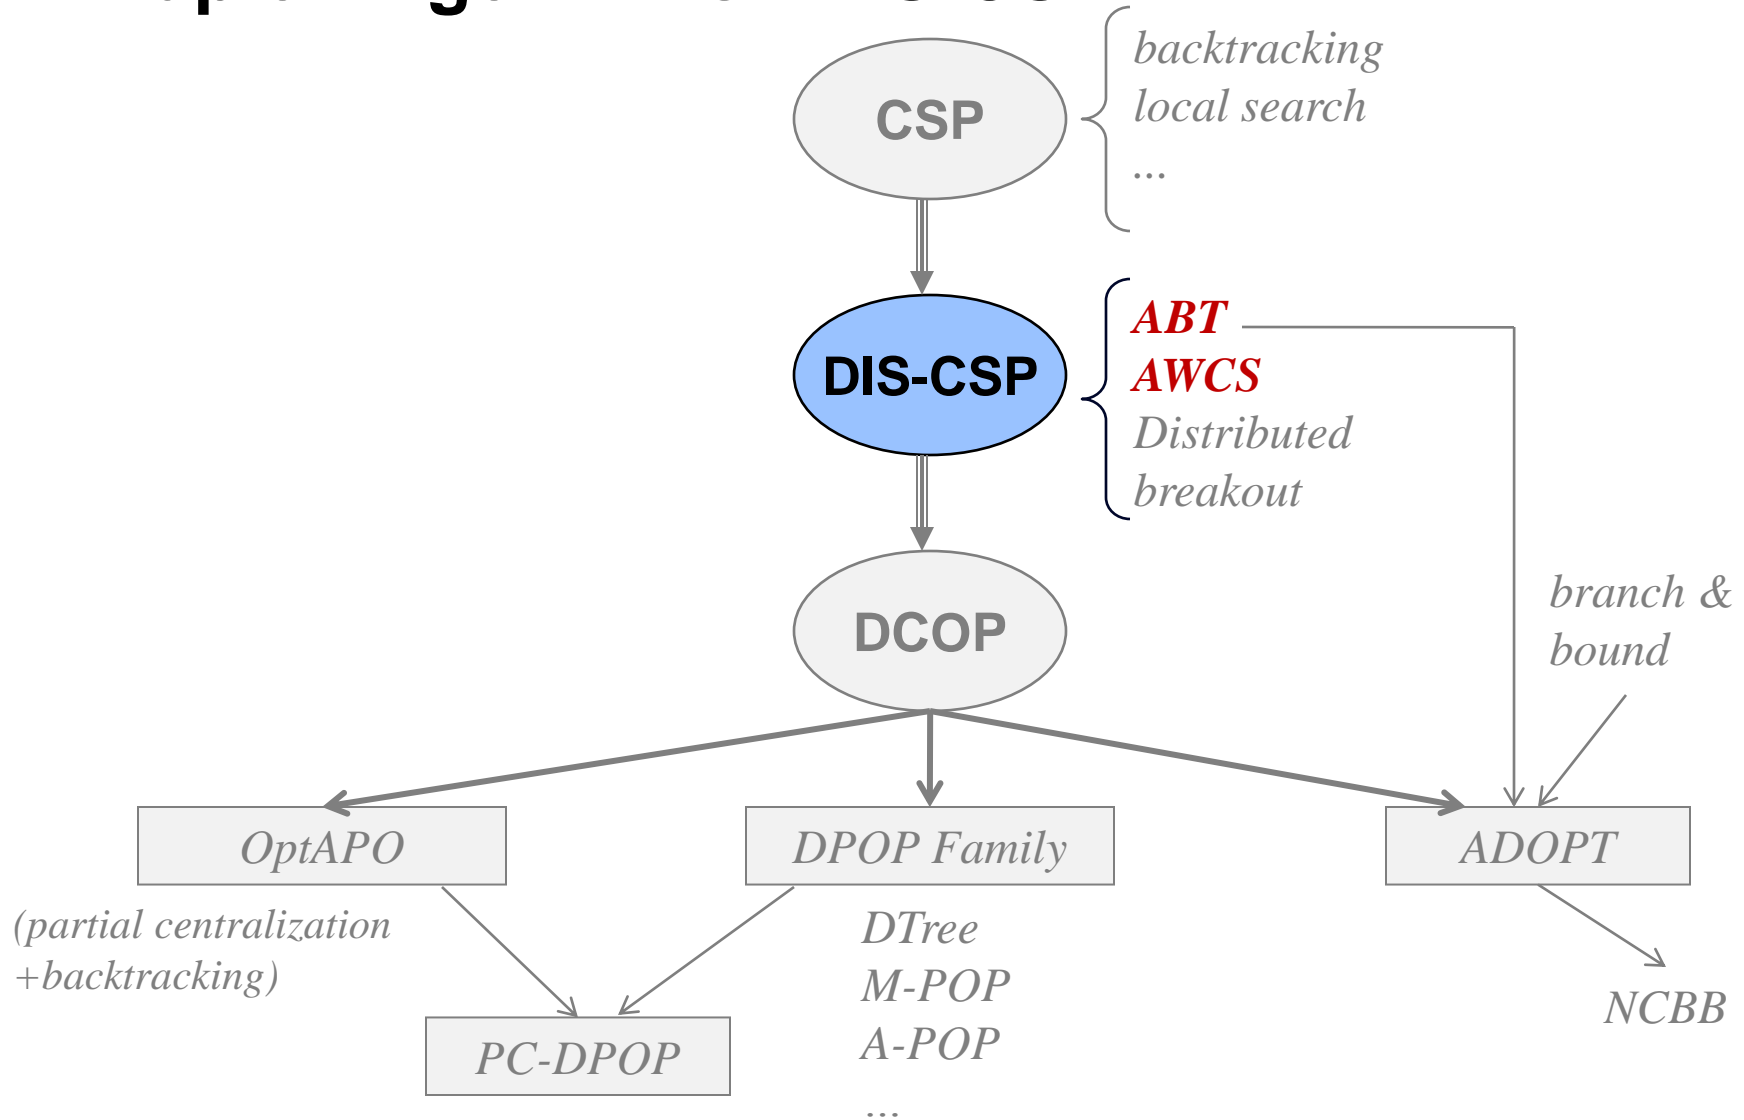 CSP
backtracking
local search
...
DIS-CSP
ABT
AWCS
Distributed
breakout
DCOP
branch &
bound
OptAPO
DPOP Family
ADOPT
(partial centralization
+backtracking)
DTree
M-POP
A-POP
...
PC-DPOP
NCBB